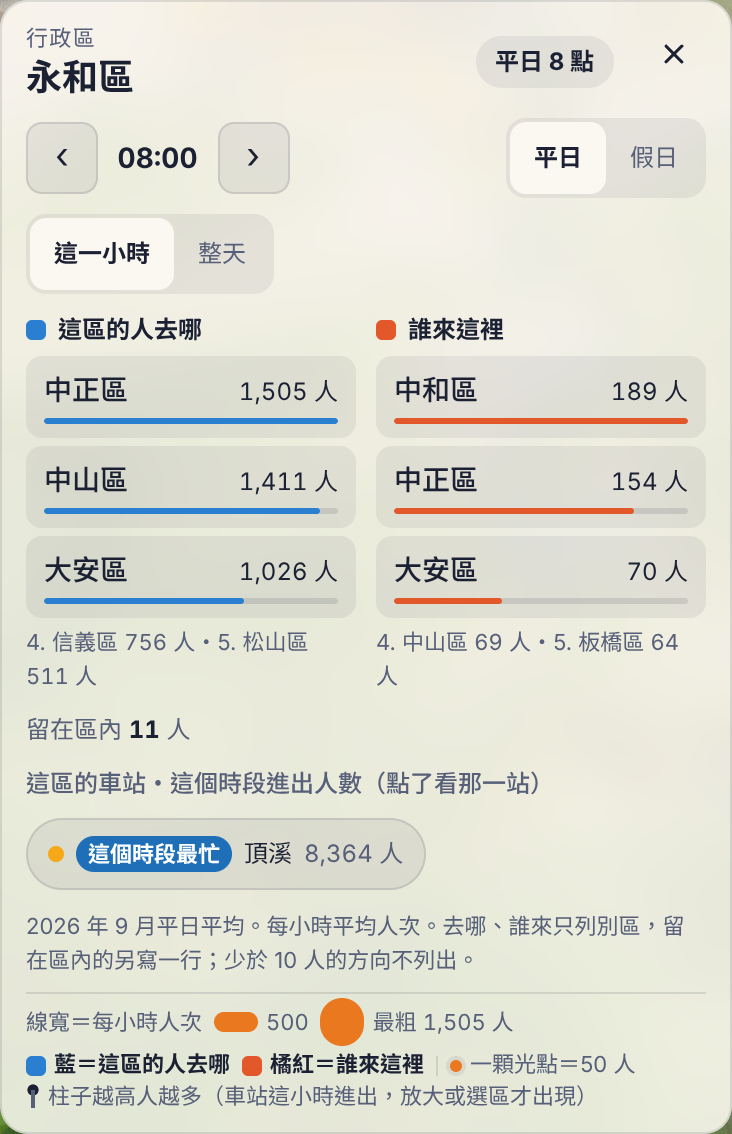 行政區
永和區
平日 8 點
08:00
平日 假日
這一小時 整天
這區的人去哪
中正區 1,505 人
中山區 1,411 人
大安區 1,026 人
4. 信義區 756 人・5. 松山區
511 人
誰來這裡
中和區 189 人
中正區 154 人
大安區 70 人
4. 中山區 69 人・5. 板橋區 64
人
留在區內 11 人
這區的車站・這個時段進出人數（點了看那一站）
這個時段最忙 頂溪 8,364 人
2026 年 9 月平日平均。每小時平均人次。去哪、誰來只列別區，留
在區內的另寫一行；少於 10 人的方向不列出。
線寬＝每小時人次 500 最粗 1,505 人
藍＝這區的人去哪 橘紅＝誰來這裡 一顆光點＝50 人
柱子越高人越多（車站這小時進出，放大或選區才出現）